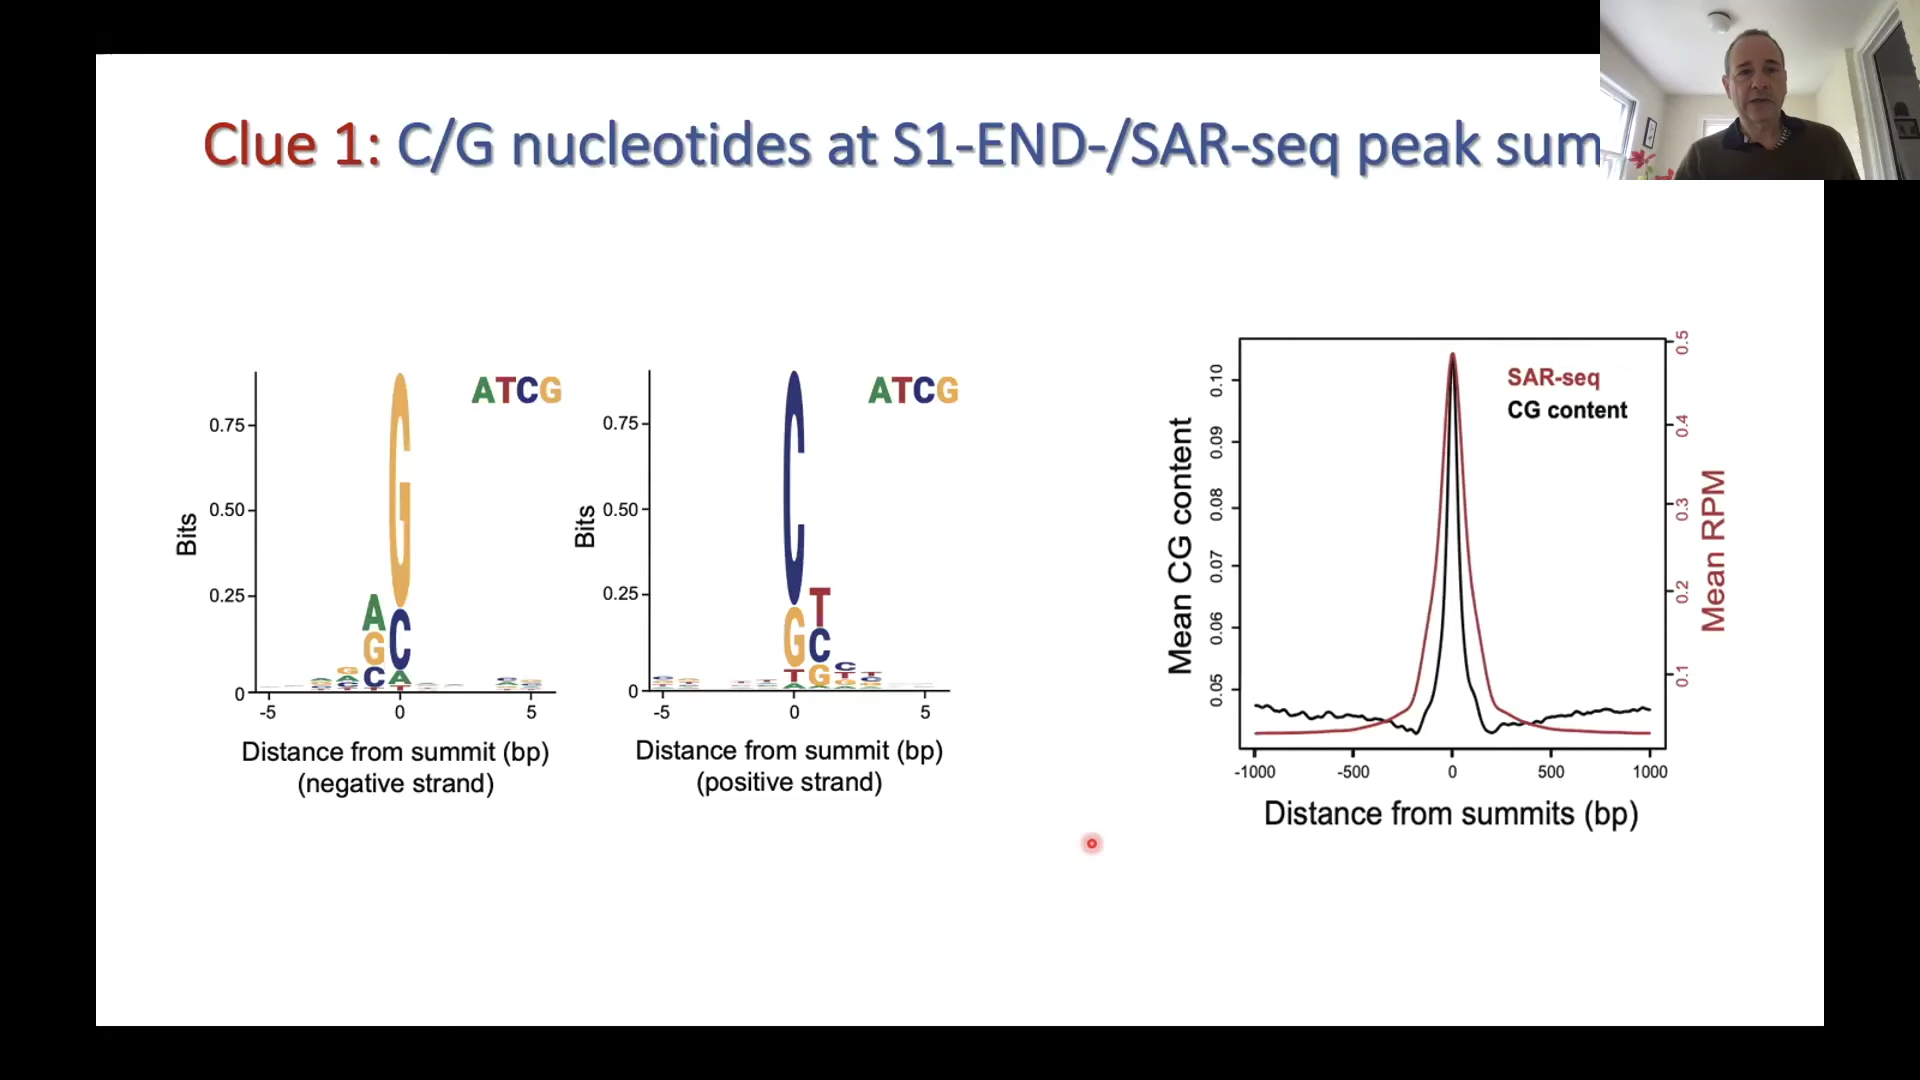 Clue 1: C/G nucleotides at S1-END-/SAR-seq peak sum
ATCG
0.75
0.50
0.25
0
Bits
G
A
G
C
C
A
T
-5
0
5
Distance from summit (bp)
(negative strand)
ATCG
0.75
0.50
0.25
0
Bits
C
G
T
A
T
C
G
C
T
-5
0
5
Distance from summit (bp)
(positive strand)
SAR-seq
CG content
Mean CG content
0.10
0.09
0.08
0.07
0.06
0.05
0.5
0.4
0.3
0.2
0.1
Mean RPM
-1000
-500
0
500
1000
Distance from summits (bp)